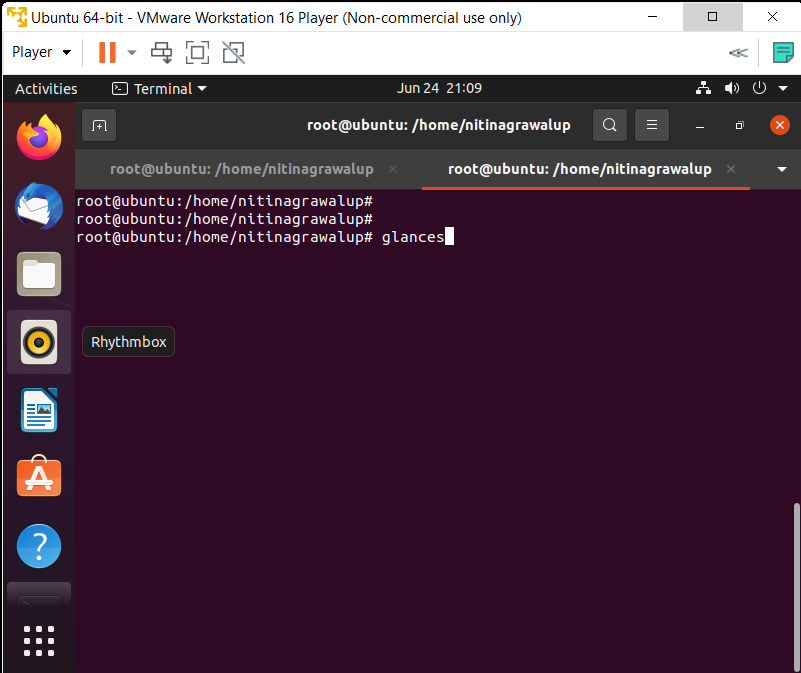 Ubuntu 64-bit - VMware Workstation 16 Player (Non-commercial use only)
Player
Activities Terminal Jun 24 21:09
root@ubuntu: /home/nitinagrawalup
root@ubuntu: /home/nitinagrawalup × root@ubuntu: /home/nitinagrawalup ×
root@ubuntu:/home/nitinagrawalup#
root@ubuntu:/home/nitinagrawalup#
root@ubuntu:/home/nitinagrawalup# glances
Rhythmbox